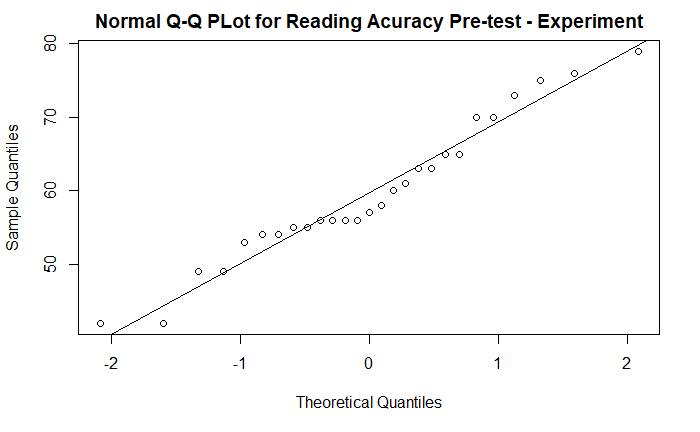 Normal Q-Q PLot for Reading Acuracy Pre-test - Experiment
80
70
60
50
Sample Quantiles
-2 -1 0 1 2
Theoretical Quantiles